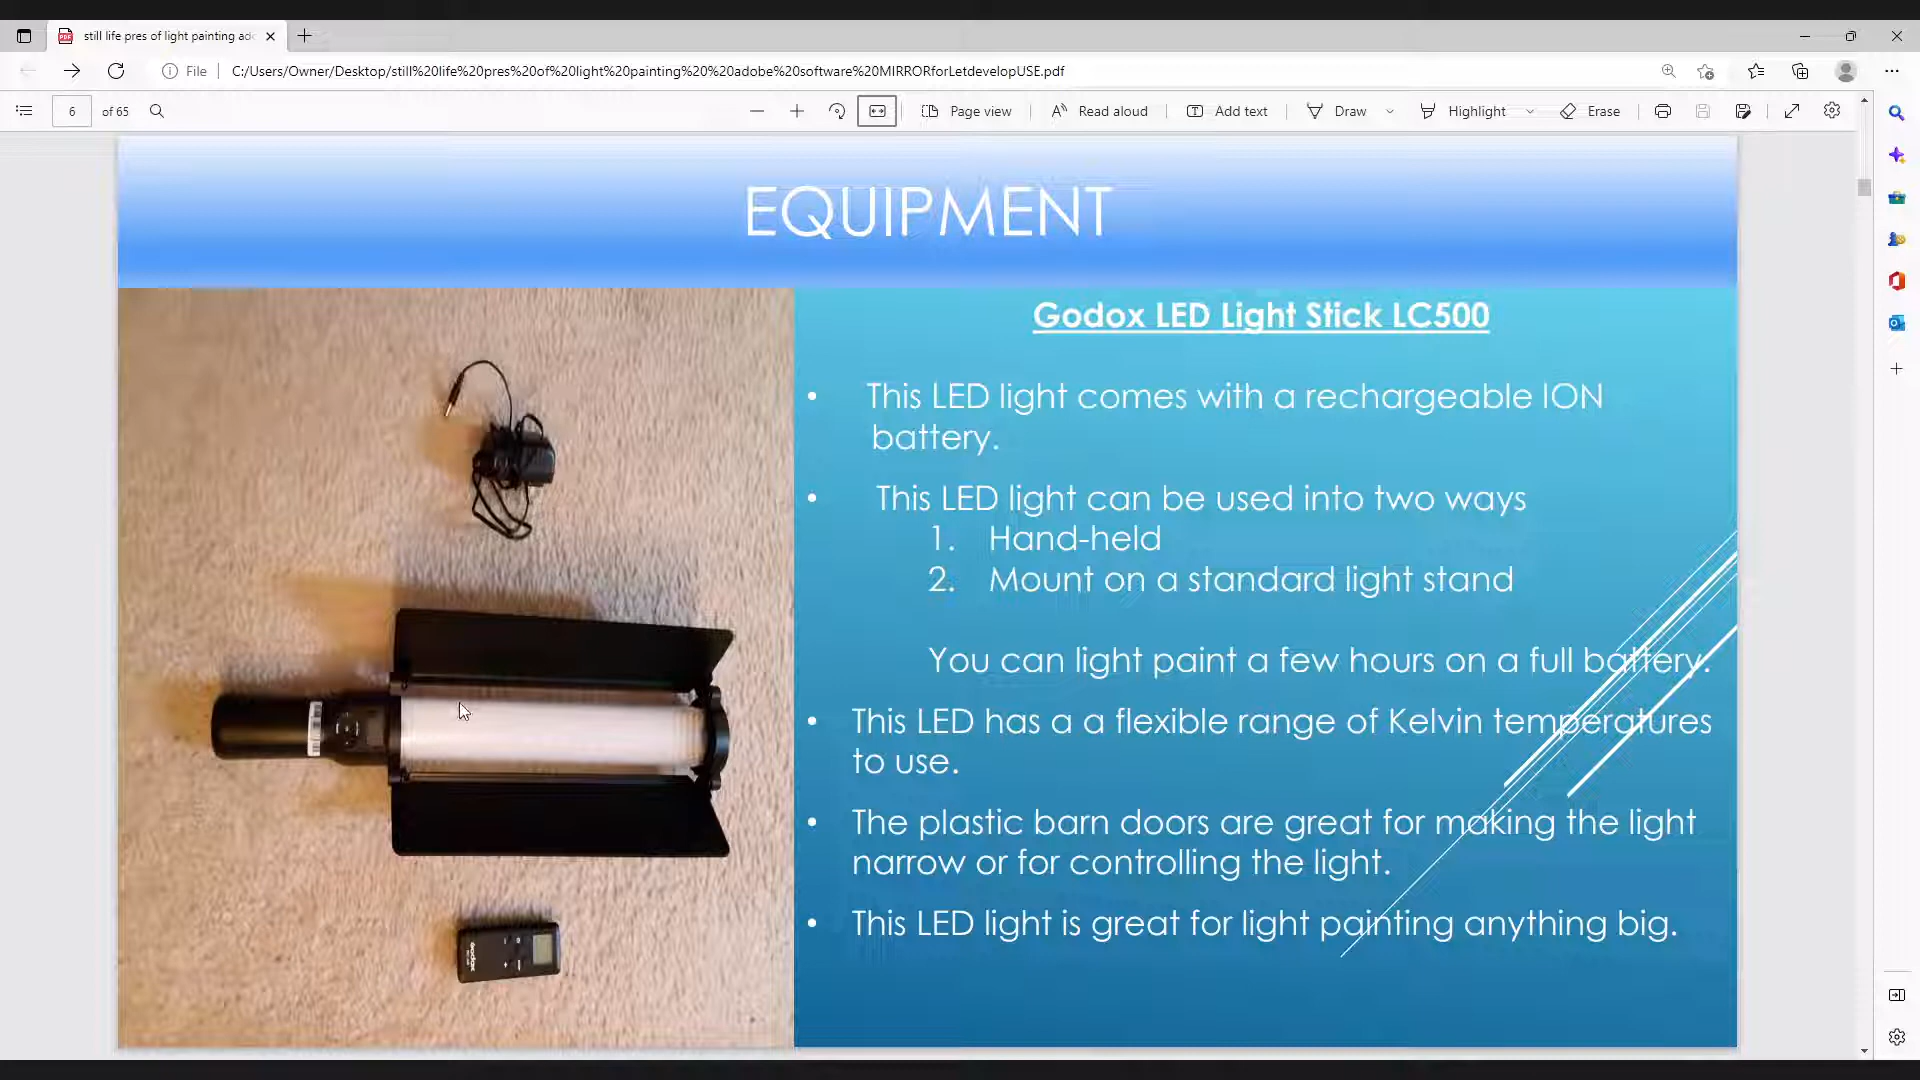 still life pres of light painting ad
File
C:/Users/Owner/Desktop/still%20life%20pres%20of%20light%20painting%20%20adobe%20software%20MIRRORforLetdevelopUSE.pdf
6 of 65
Page view
Read aloud
Add text
Draw
Highlight
Erase
EQUIPMENT
Godox LED Light Stick LC500
• This LED light comes with a rechargeable ION
battery.
• This LED light can be used into two ways
1. Hand-held
2. Mount on a standard light stand
You can light paint a few hours on a full battery.
• This LED has a a flexible range of Kelvin temperatures
to use.
• The plastic barn doors are great for making the light
narrow or for controlling the light.
• This LED light is great for light painting anything big.
Godox